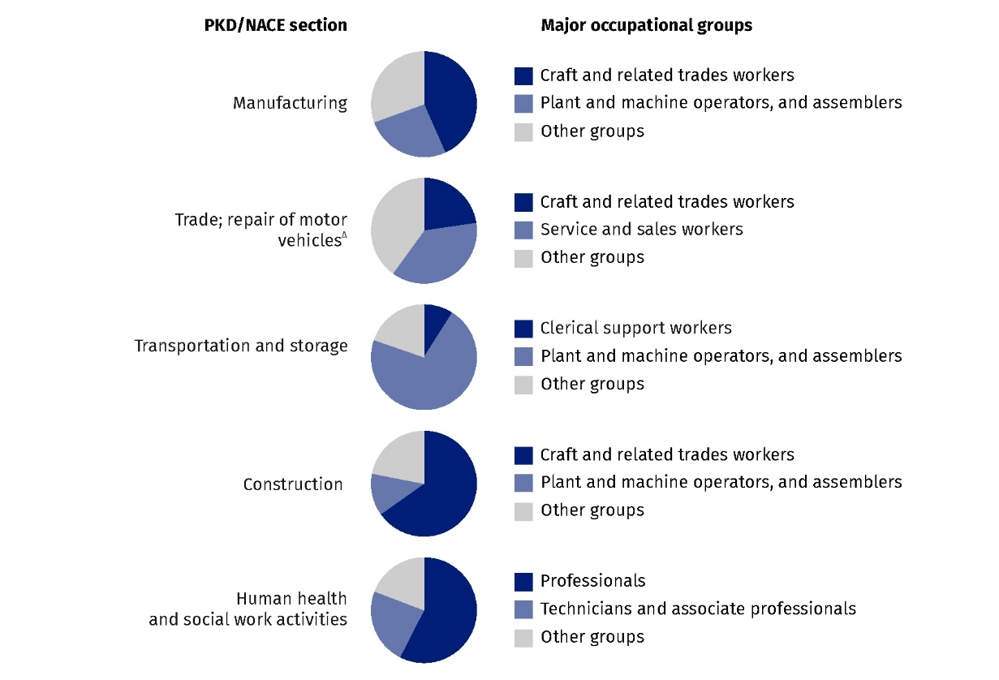 PKD/NACE section
Major occupational groups
Manufacturing
Craft and related trades workers
Plant and machine operators, and assemblers
Other groups
Trade; repair of motor
vehiclesᐞ
Craft and related trades workers
Service and sales workers
Other groups
Transportation and storage
Clerical support workers
Plant and machine operators, and assemblers
Other groups
Construction
Craft and related trades workers
Plant and machine operators, and assemblers
Other groups
Human health
and social work activities
Professionals
Technicians and associate professionals
Other groups